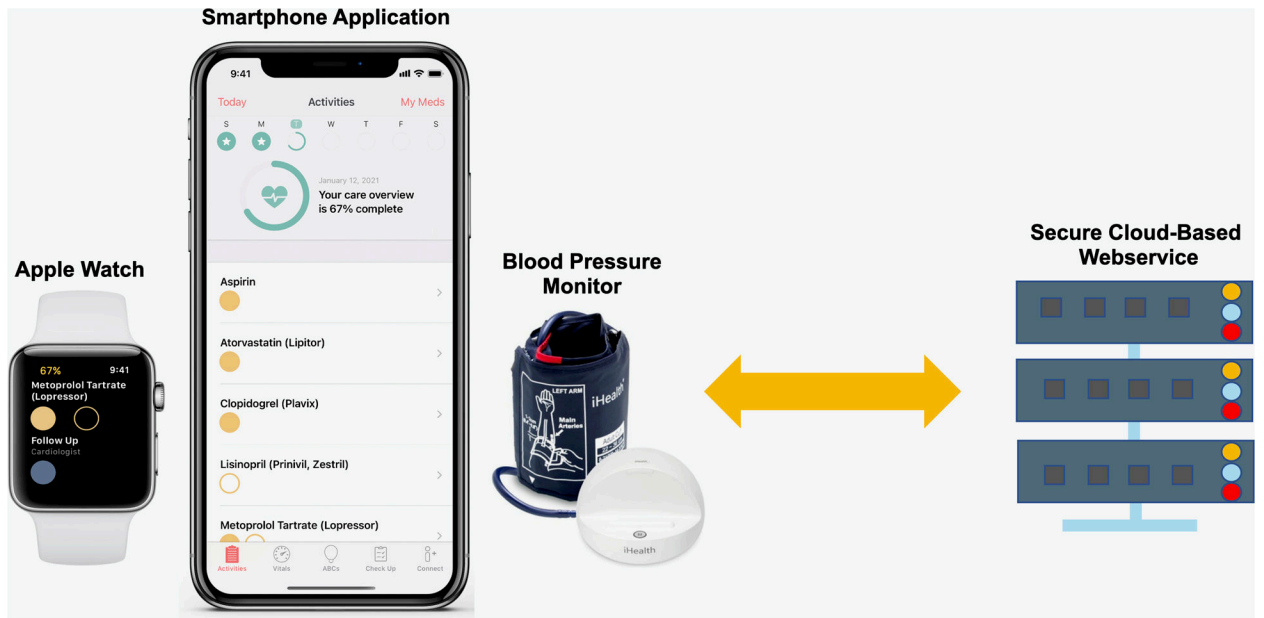 Smartphone Application
Apple Watch
67% 9:41
Metoprolol Tartrate
(Lopressor)
Follow Up
Cardiologist
9:41
Today Activities My Meds
S M T W T F S
January 12, 2021
Your care overview
is 67% complete
Aspirin
Atorvastatin (Lipitor)
Clopidogrel (Plavix)
Lisinopril (Prinivil, Zestril)
Metoprolol Tartrate (Lopressor)
Activities Vitals ABCs Check Up Connect
Blood Pressure
Monitor
LEFT ARM
Main
Arteries
iHealth
iHealth
Secure Cloud-Based
Webservice